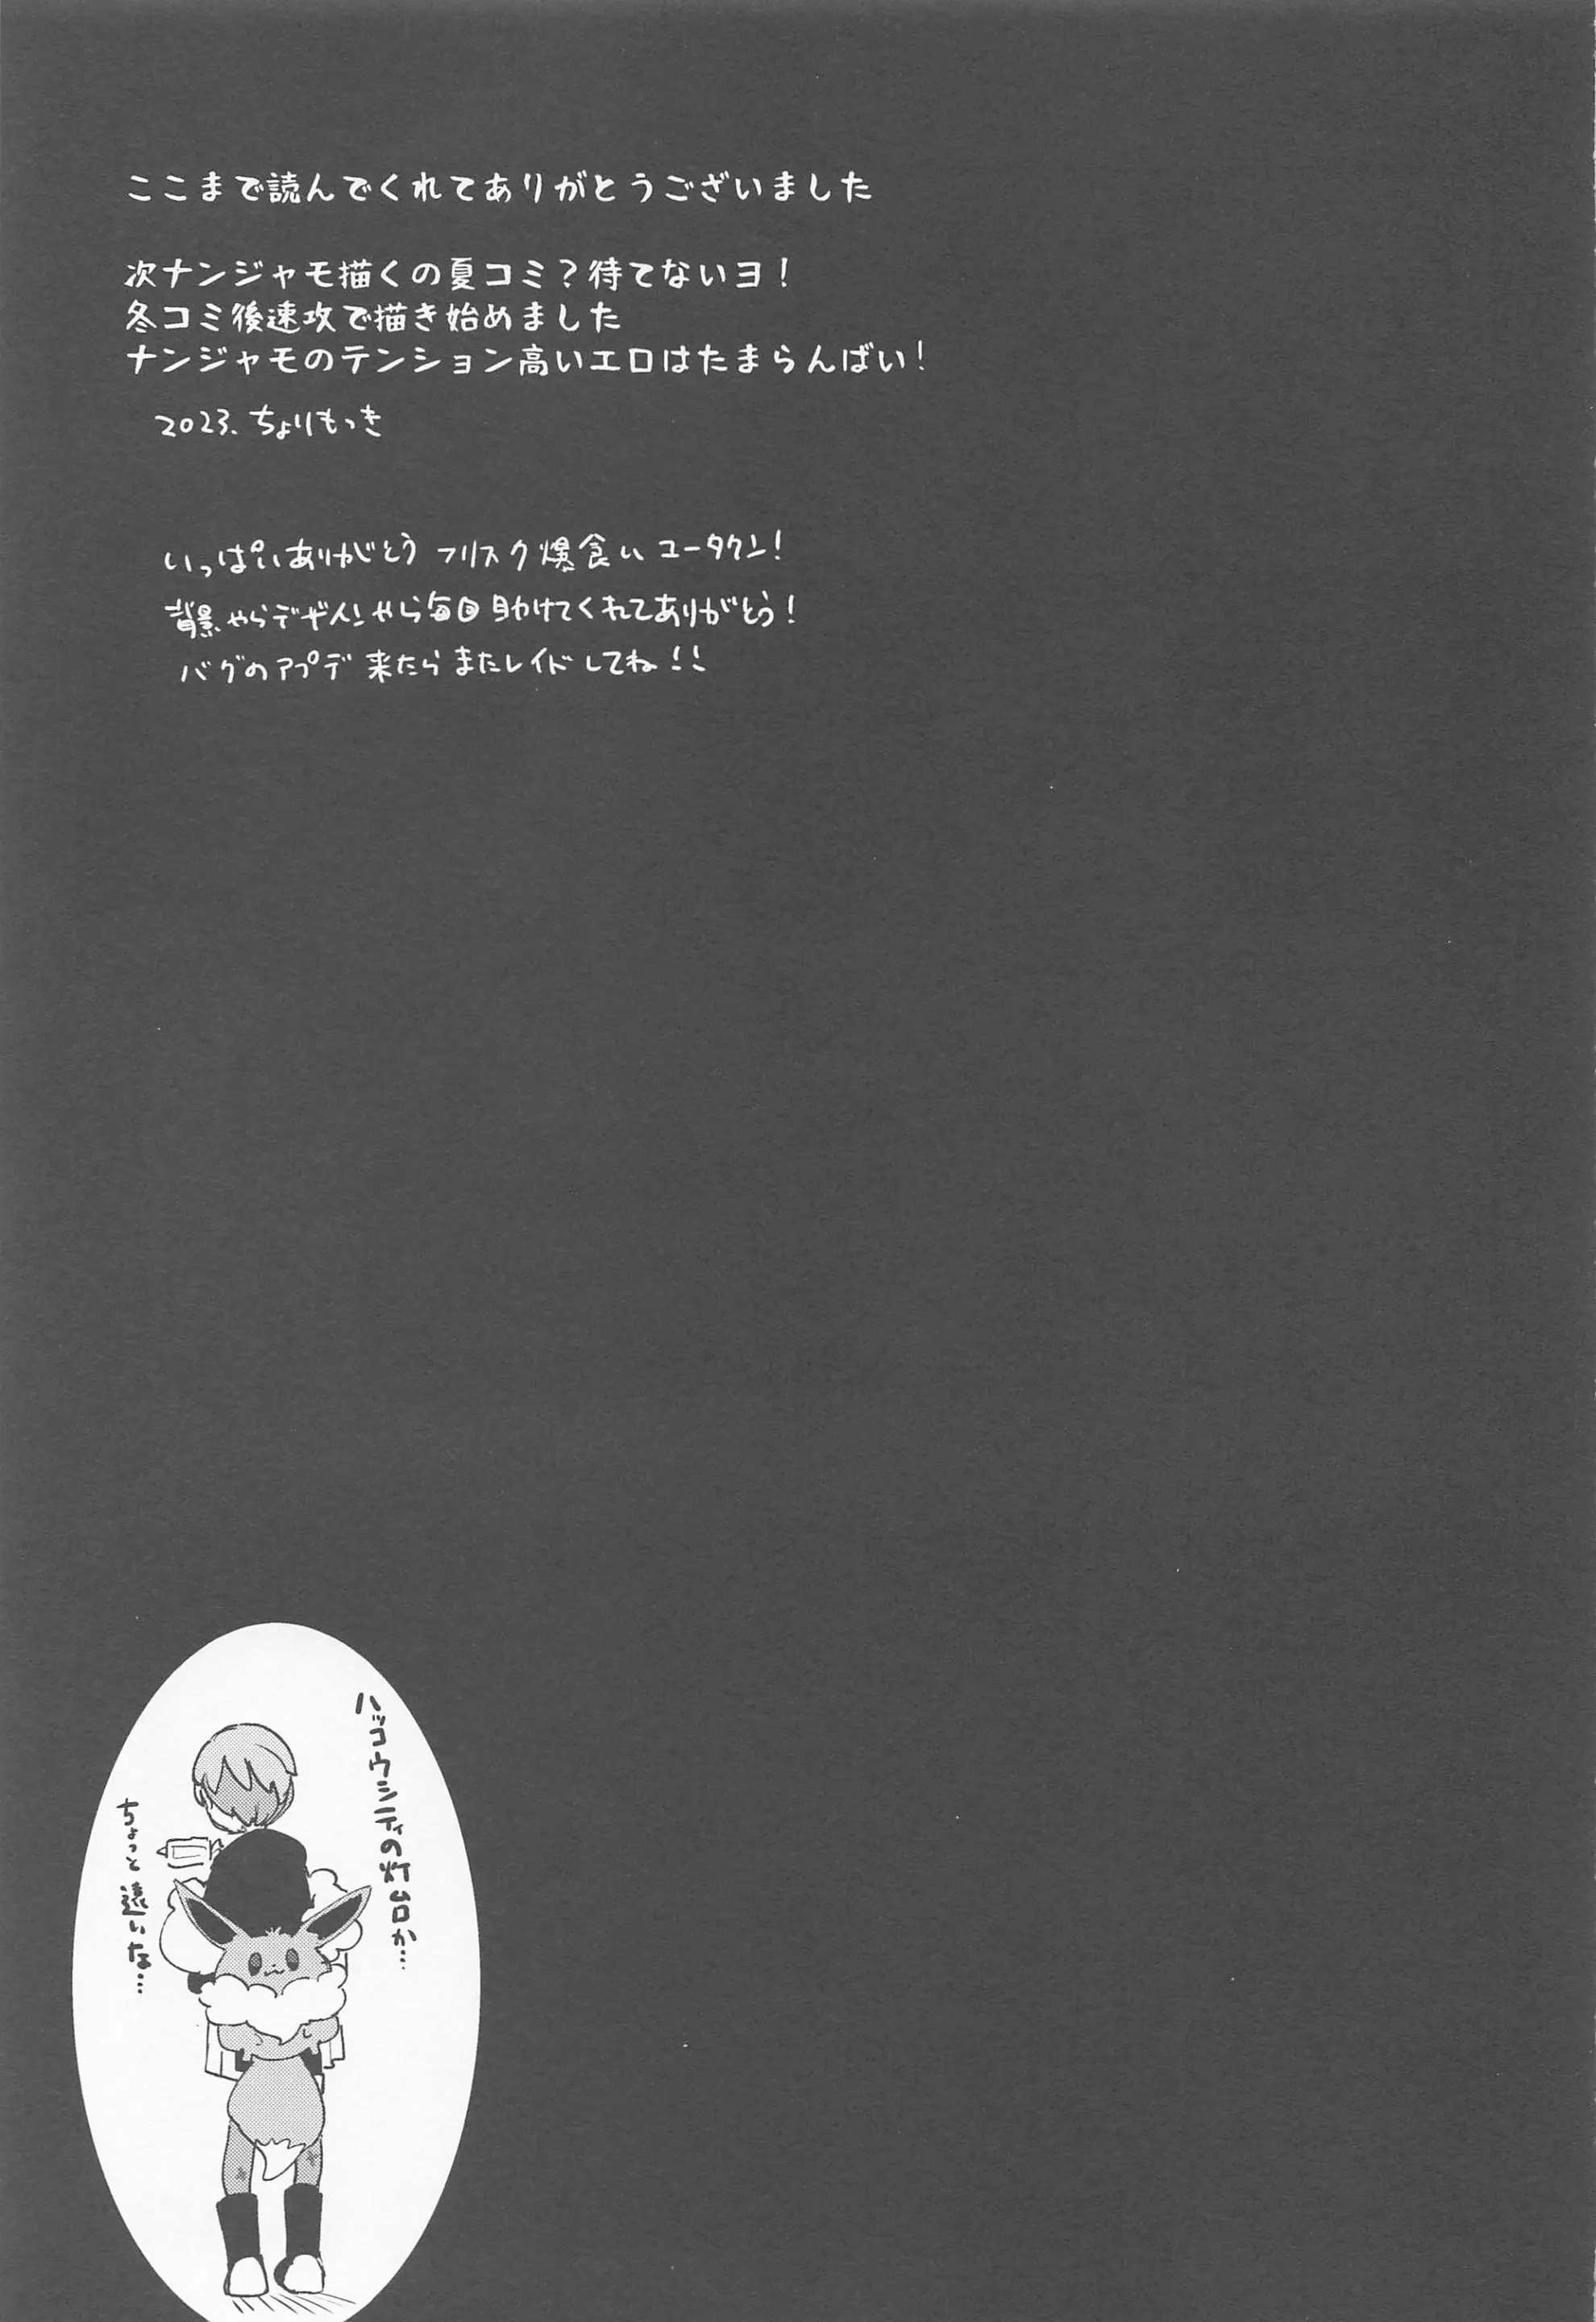 ここまで読んでくれてありがとうございました
次ナンジャモ描くの夏コミ？待てないヨ！
冬コミ後速攻で描き始めました
ナンジャモのテンション高いエロはたまらんばい！
2023.ちょりもっき
いっぱいありがとう フリスク爆食い ユータクン！
背景やらデザインやら毎回助けてくれてありがとう！
バグのアプデ 来たらまたレイドしてね！！
ハッコウシティの灯台か…
ちょっと遠いな…